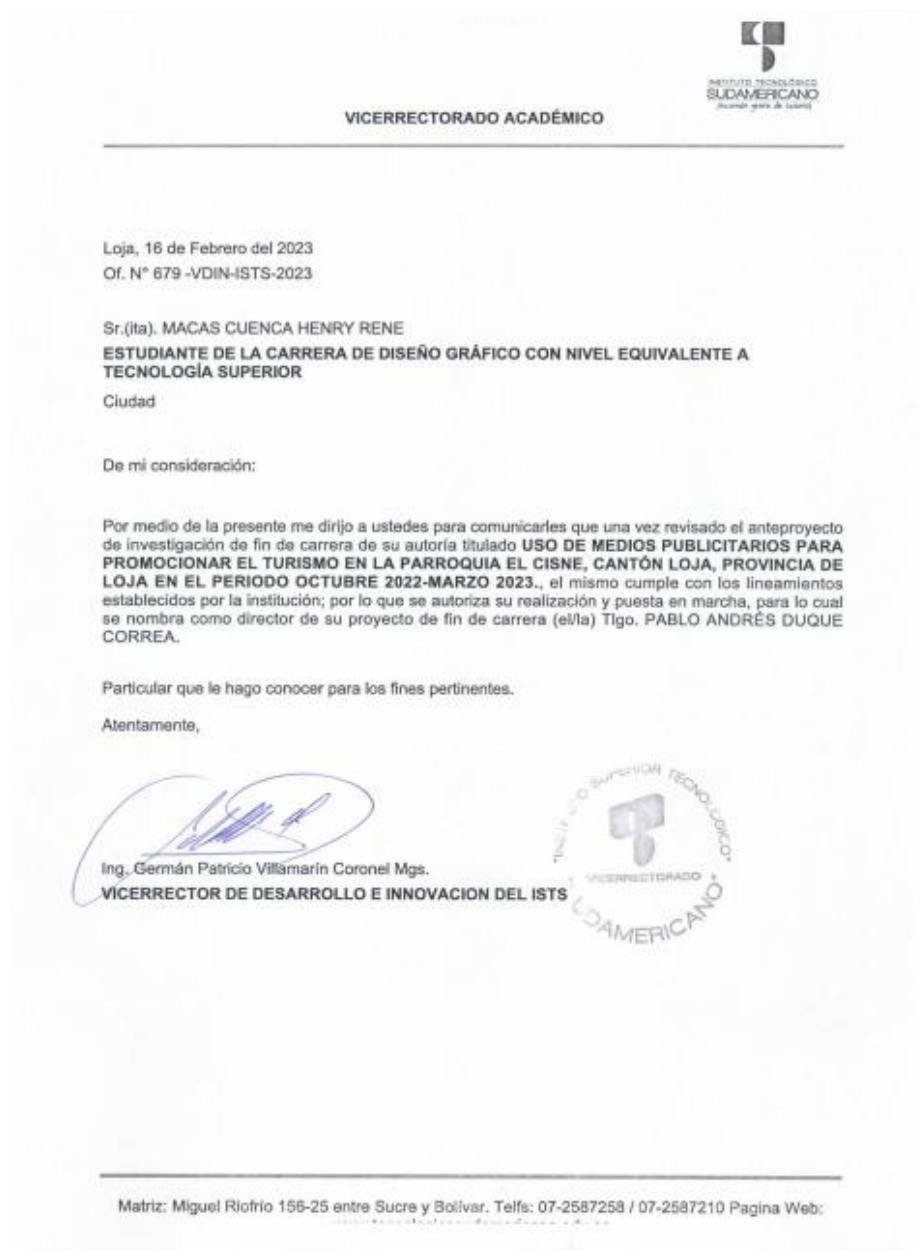 INSTITUTO TECNOLÓGICO
SUDAMERICANO
VICERRECTORADO ACADÉMICO
Loja, 16 de Febrero del 2023
Of. N° 679 -VDIN-ISTS-2023
Sr.(ita). MACAS CUENCA HENRY RENE
ESTUDIANTE DE LA CARRERA DE DISEÑO GRÁFICO CON NIVEL EQUIVALENTE A
TECNOLOGÍA SUPERIOR
Ciudad
De mi consideración:
Por medio de la presente me dirijo a ustedes para comunicarles que una vez revisado el anteproyecto
de investigación de fin de carrera de su autoría titulado USO DE MEDIOS PUBLICITARIOS PARA
PROMOCIONAR EL TURISMO EN LA PARROQUIA EL CISNE, CANTÓN LOJA, PROVINCIA DE
LOJA EN EL PERIODO OCTUBRE 2022-MARZO 2023., el mismo cumple con los lineamientos
establecidos por la institución; por lo que se autoriza su realización y puesta en marcha, para lo cual
se nombra como director de su proyecto de fin de carrera (el/la) Tlgo. PABLO ANDRÉS DUQUE
CORREA.
Particular que le hago conocer para los fines pertinentes.
Atentamente,
Ing. Germán Patricio Villamarín Coronel Mgs.
VICERRECTOR DE DESARROLLO E INNOVACION DEL ISTS
SUPERIOR TECNOLÓGICO
VICERRECTORADO
Matriz: Miguel Riofrío 156-25 entre Sucre y Bolívar. Telfs: 07-2587258 / 07-2587210 Pagina Web: